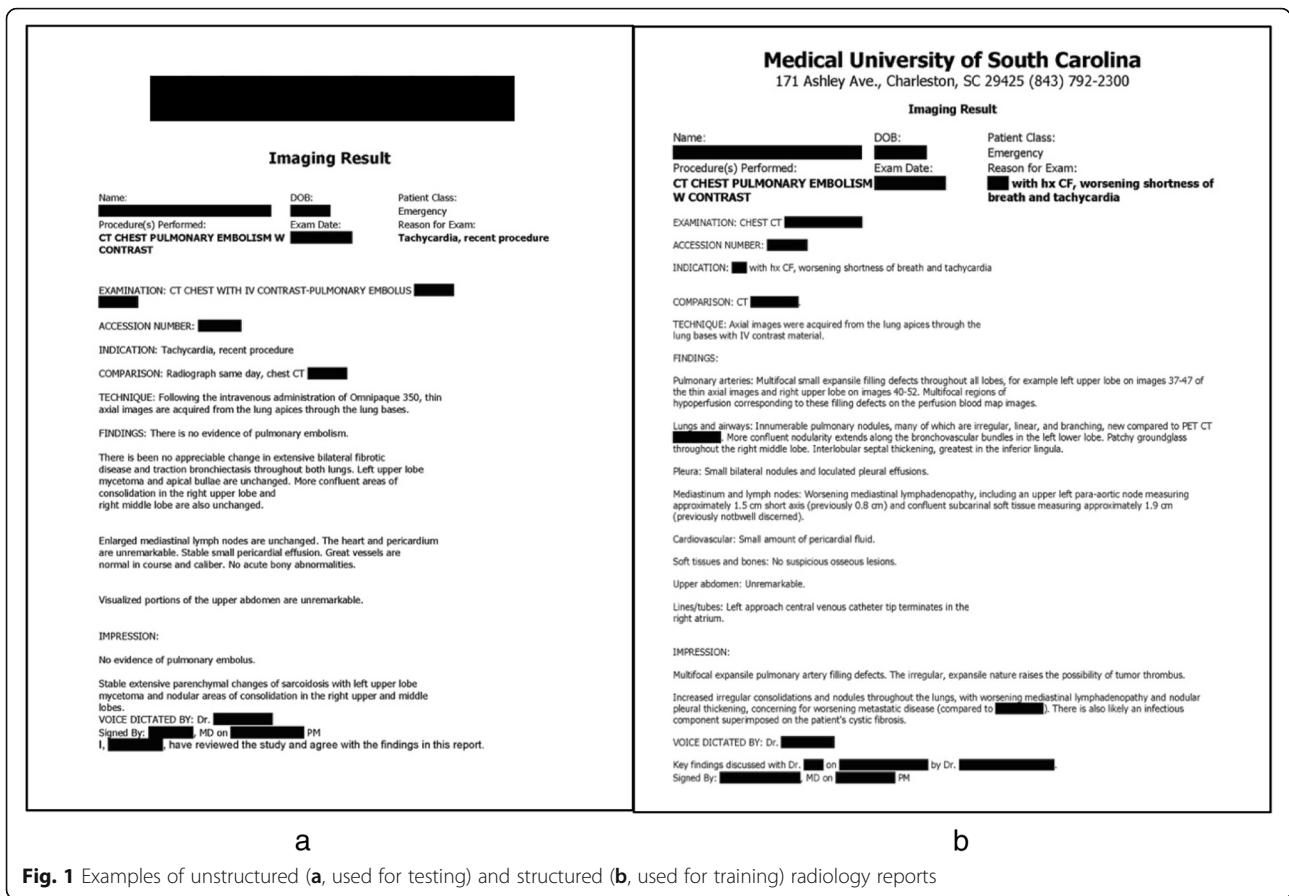 Imaging Result
Name:
DOB:
Patient Class:
Emergency
Procedure(s) Performed:
Exam Date:
Reason for Exam:
CT CHEST PULMONARY EMBOLISM W
CONTRAST
Tachycardia, recent procedure
EXAMINATION: CT CHEST WITH IV CONTRAST-PULMONARY EMBOLUS
ACCESSION NUMBER:
INDICATION: Tachycardia, recent procedure
COMPARISON: Radiograph same day, chest CT
TECHNIQUE: Following the intravenous administration of Omnipaque 350, thin
axial images are acquired from the lung apices through the lung bases.
FINDINGS: There is no evidence of pulmonary embolism.
There is been no appreciable change in extensive bilateral fibrotic
disease and traction bronchiectasis throughout both lungs. Left upper lobe
mycetoma and apical bullae are unchanged. More confluent areas of
consolidation in the right upper lobe and
right middle lobe are also unchanged.
Enlarged mediastinal lymph nodes are unchanged. The heart and pericardium
are unremarkable. Stable small pericardial effusion. Great vessels are
normal in course and caliber. No acute bony abnormalities.
Visualized portions of the upper abdomen are unremarkable.
IMPRESSION:
No evidence of pulmonary embolus.
Stable extensive parenchymal changes of sarcoidosis with left upper lobe
mycetoma and nodular areas of consolidation in the right upper and middle
lobes.
VOICE DICTATED BY: Dr.
Signed By: , MD on PM
I, , have reviewed the study and agree with the findings in this report.
a
Medical University of South Carolina
171 Ashley Ave., Charleston, SC 29425 (843) 792-2300
Imaging Result
Name:
DOB:
Patient Class:
Emergency
Procedure(s) Performed:
Exam Date:
Reason for Exam:
CT CHEST PULMONARY EMBOLISM
W CONTRAST
with hx CF, worsening shortness of
breath and tachycardia
EXAMINATION: CHEST CT
ACCESSION NUMBER:
INDICATION: with hx CF, worsening shortness of breath and tachycardia
COMPARISON: CT .
TECHNIQUE: Axial images were acquired from the lung apices through the
lung bases with IV contrast material.
FINDINGS:
Pulmonary arteries: Multifocal small expansile filling defects throughout all lobes, for example left upper lobe on images 37-47 of
the thin axial images and right upper lobe on images 40-52. Multifocal regions of
hypoperfusion corresponding to these filling defects on the perfusion blood map images.
Lungs and airways: Innumerable pulmonary nodules, many of which are irregular, linear, and branching, new compared to PET CT
. More confluent nodularity extends along the bronchovascular bundles in the left lower lobe. Patchy groundglass
throughout the right middle lobe. Interlobular septal thickening, greatest in the inferior lingula.
Pleura: Small bilateral nodules and loculated pleural effusions.
Mediastinum and lymph nodes: Worsening mediastinal lymphadenopathy, including an upper left para-aortic node measuring
approximately 1.5 cm short axis (previously 0.8 cm) and confluent subcarinal soft tissue measuring approximately 1.9 cm
(previously notbwell discerned).
Cardiovascular: Small amount of pericardial fluid.
Soft tissues and bones: No suspicious osseous lesions.
Upper abdomen: Unremarkable.
Lines/tubes: Left approach central venous catheter tip terminates in the
right atrium.
IMPRESSION:
Multifocal expansile pulmonary artery filling defects. The irregular, expansile nature raises the possibility of tumor thrombus.
Increased irregular consolidations and nodules throughout the lungs, with worsening mediastinal lymphadenopathy and nodular
pleural thickening, concerning for worsening metastatic disease (compared to ). There is also likely an infectious
component superimposed on the patient's cystic fibrosis.
VOICE DICTATED BY: Dr.
Key findings discussed with Dr. on by Dr. .
Signed By: , MD on PM
b
Fig. 1 Examples of unstructured (a, used for testing) and structured (b, used for training) radiology reports